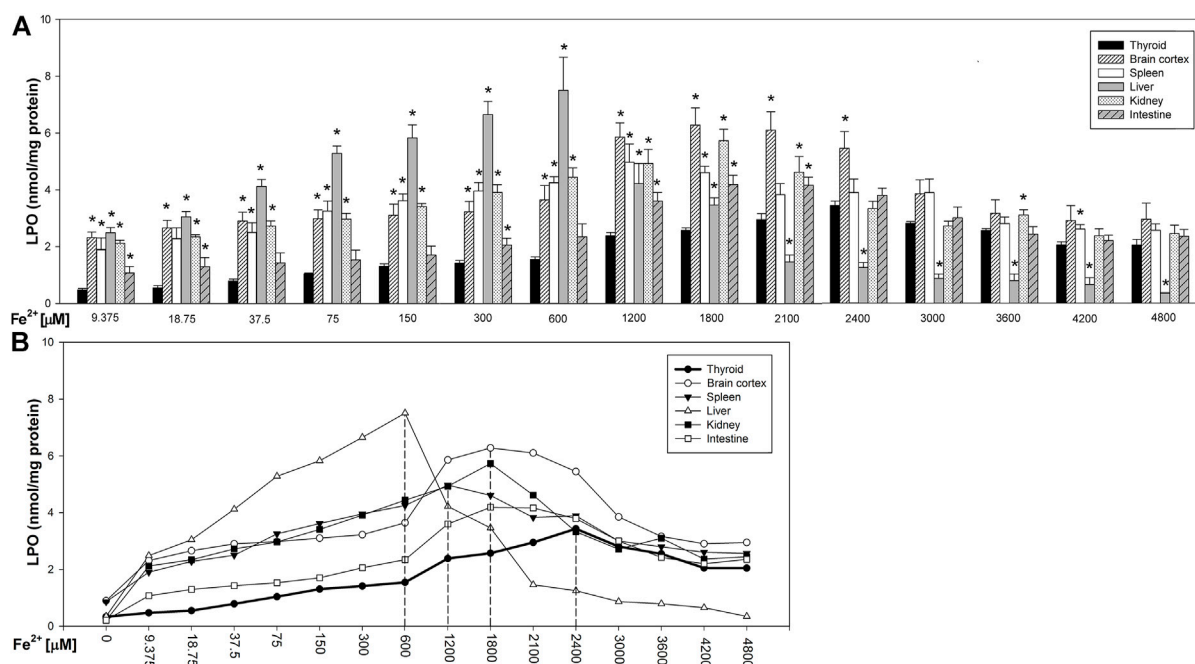 A
LPO (nmol/mg protein)
10
8
6
4
2
0
Thyroid
Brain cortex
Spleen
Liver
Kidney
Intestine
* * * * * * * * * * * * * * * * * * * * * * * * * * * * * * * * * * * * * * * * * * * * * * * * * *
Fe²⁺[µM] 9.375 18.75 37.5 75 150 300 600 1200 1800 2100 2400 3000 3600 4200 4800
B
LPO (nmol/mg protein)
10
8
6
4
2
0
Thyroid
Brain cortex
Spleen
Liver
Kidney
Intestine
Fe²⁺[µM] 0 9.375 18.75 37.5 75 150 300 600 1200 1800 2100 2400 3000 3600 4200 4800